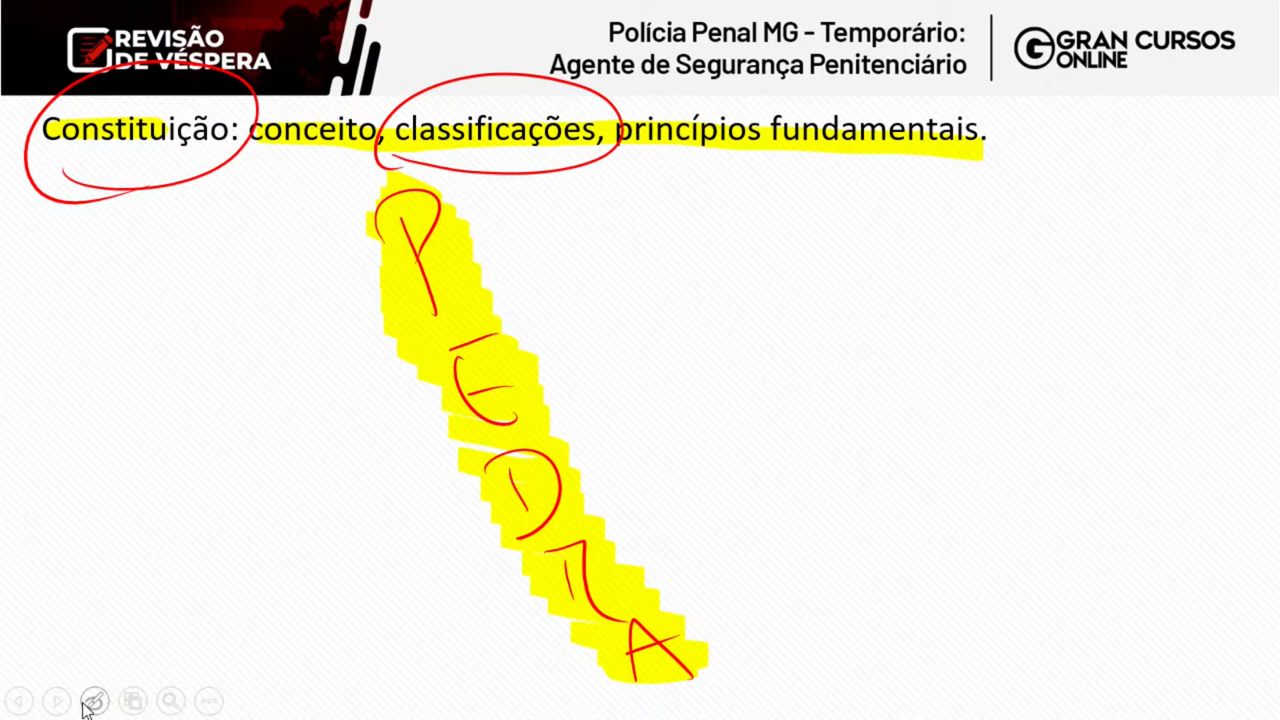 REVISÃO
DE VÉSPERA
Polícia Penal MG - Temporário:
Agente de Segurança Penitenciário
GRAN CURSOS
ONLINE
Constituição: conceito, classificações, princípios fundamentais.
P
E
D
R
A